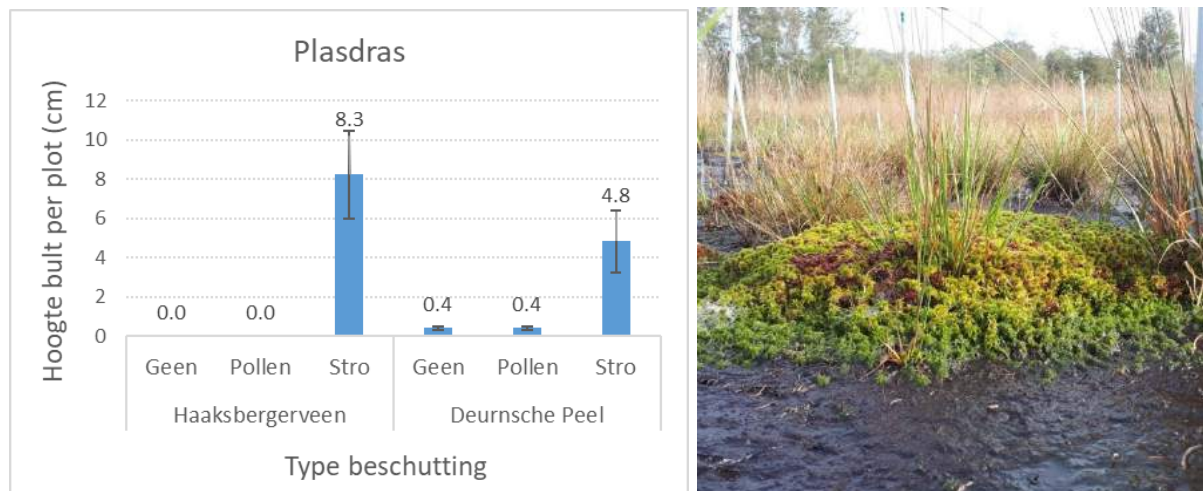 Plasdras
Hoogte bult per plot (cm)
12
10
8
6
4
2
0
0.0
0.0
8.3
0.4
0.4
4.8
Geen Pollen Stro Geen Pollen Stro
Haaksbergerveen Deurnsche Peel
Type beschutting